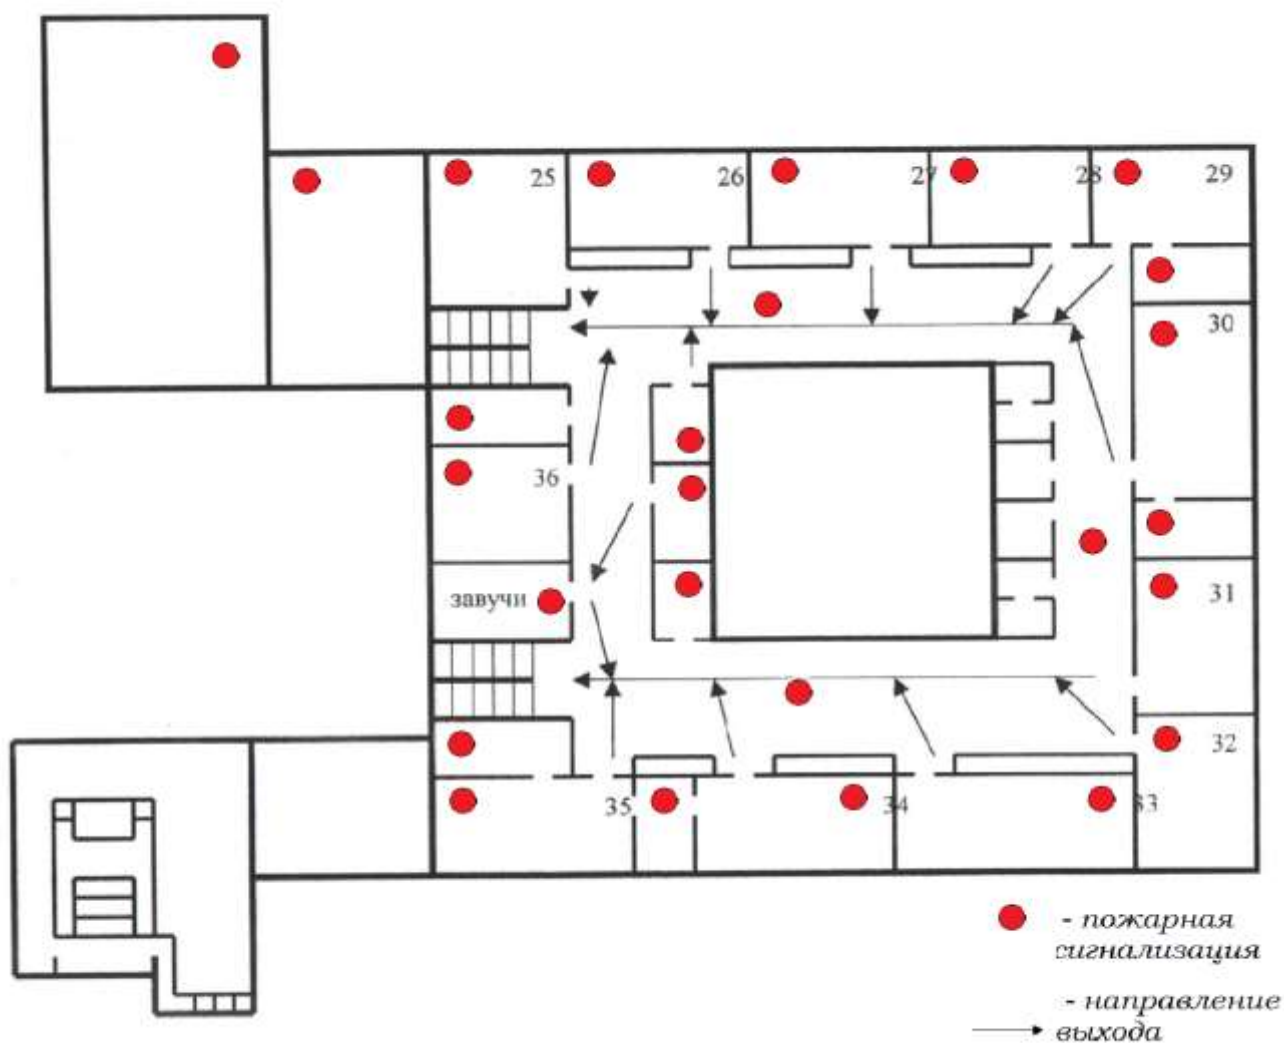 25
26
27
28
29
30
36
31
завучи
32
35
34
33
- пожарная
сигнализация
- направление
выхода